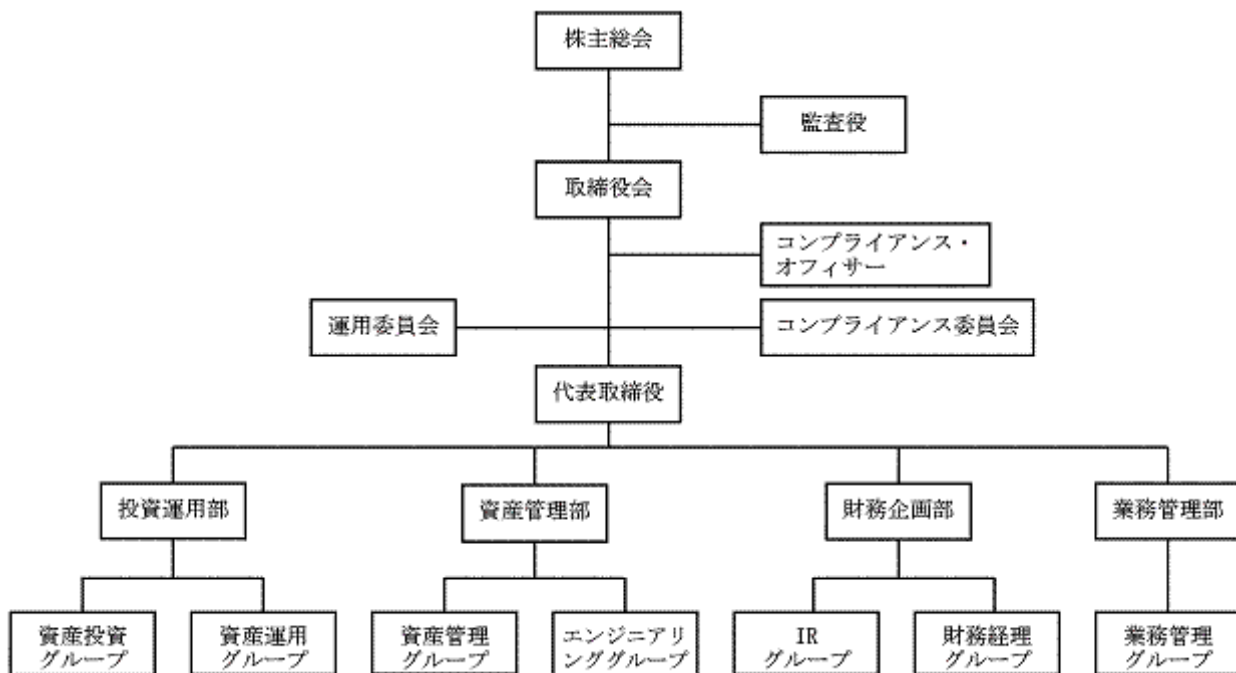 株主総会
監査役
取締役会
コンプライアンス・
オフィサー
運用委員会
コンプライアンス委員会
代表取締役
投資運用部
資産管理部
財務企画部
業務管理部
資産投資
グループ
資産運用
グループ
資産管理
グループ
エンジニアリ
ンググループ
IR
グループ
財務経理
グループ
業務管理
グループ